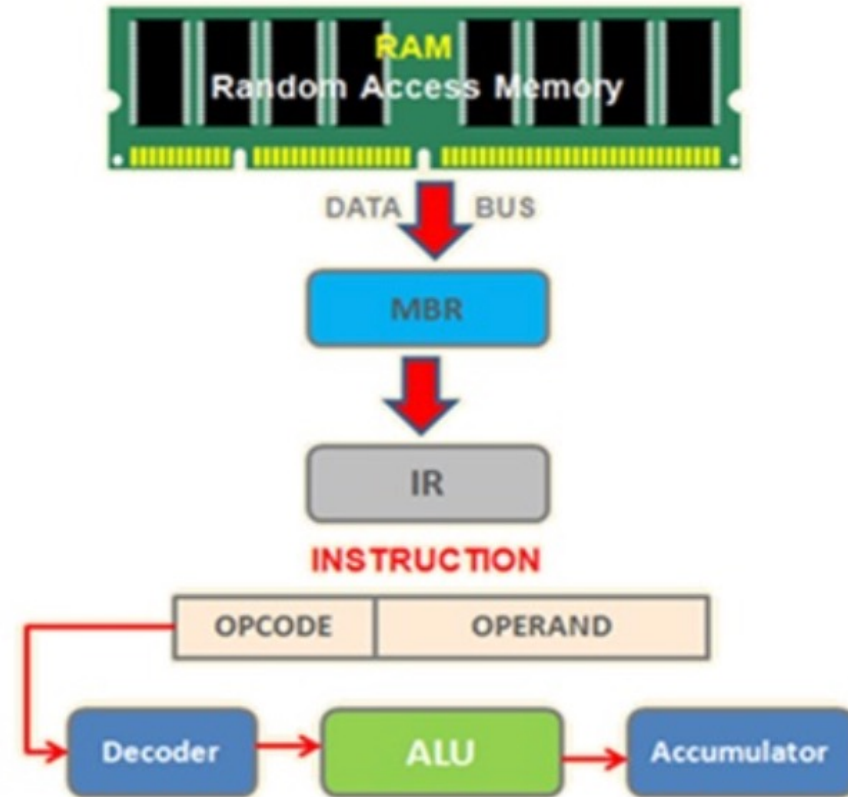 RAM
Random Access Memory
DATA BUS
MBR
IR
INSTRUCTION
OPCODE OPERAND
Decoder ALU Accumulator